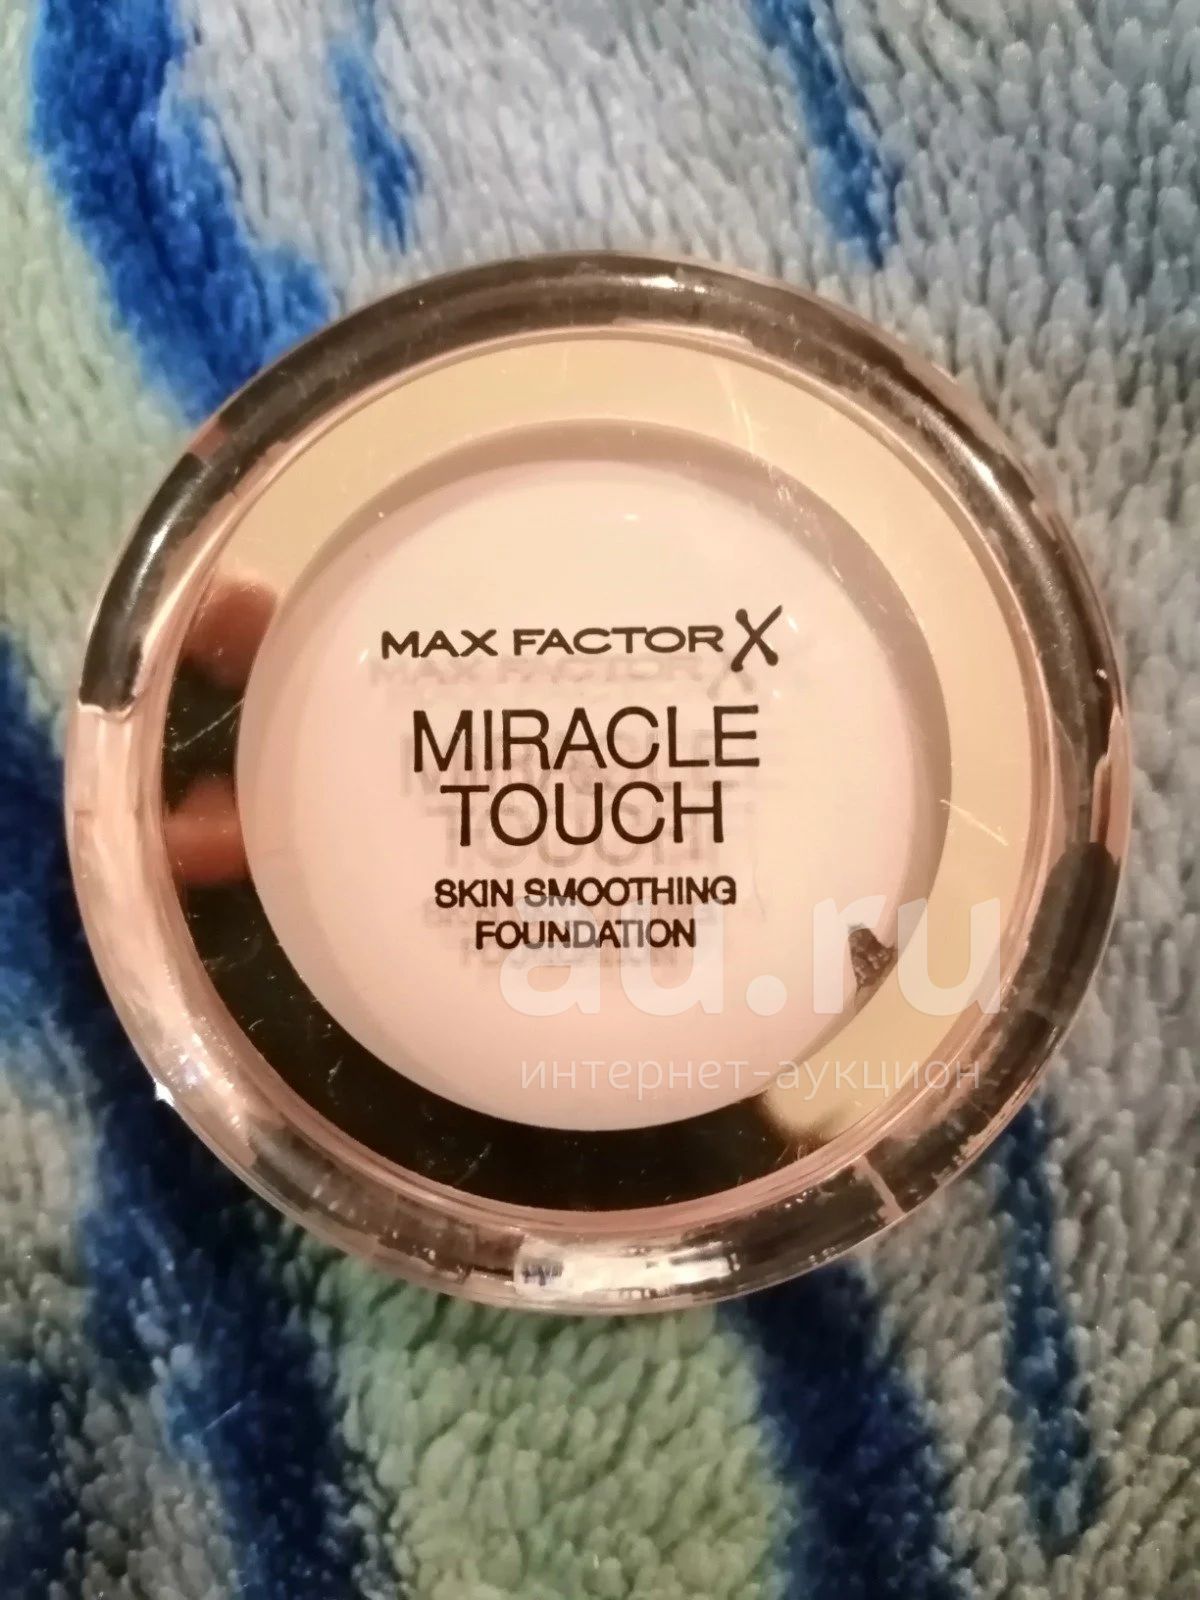 MAX FACTOR X
MIRACLE
TOUCH
SKIN SMOOTHING
FOUNDATION
au.ru
интернет-аукцион